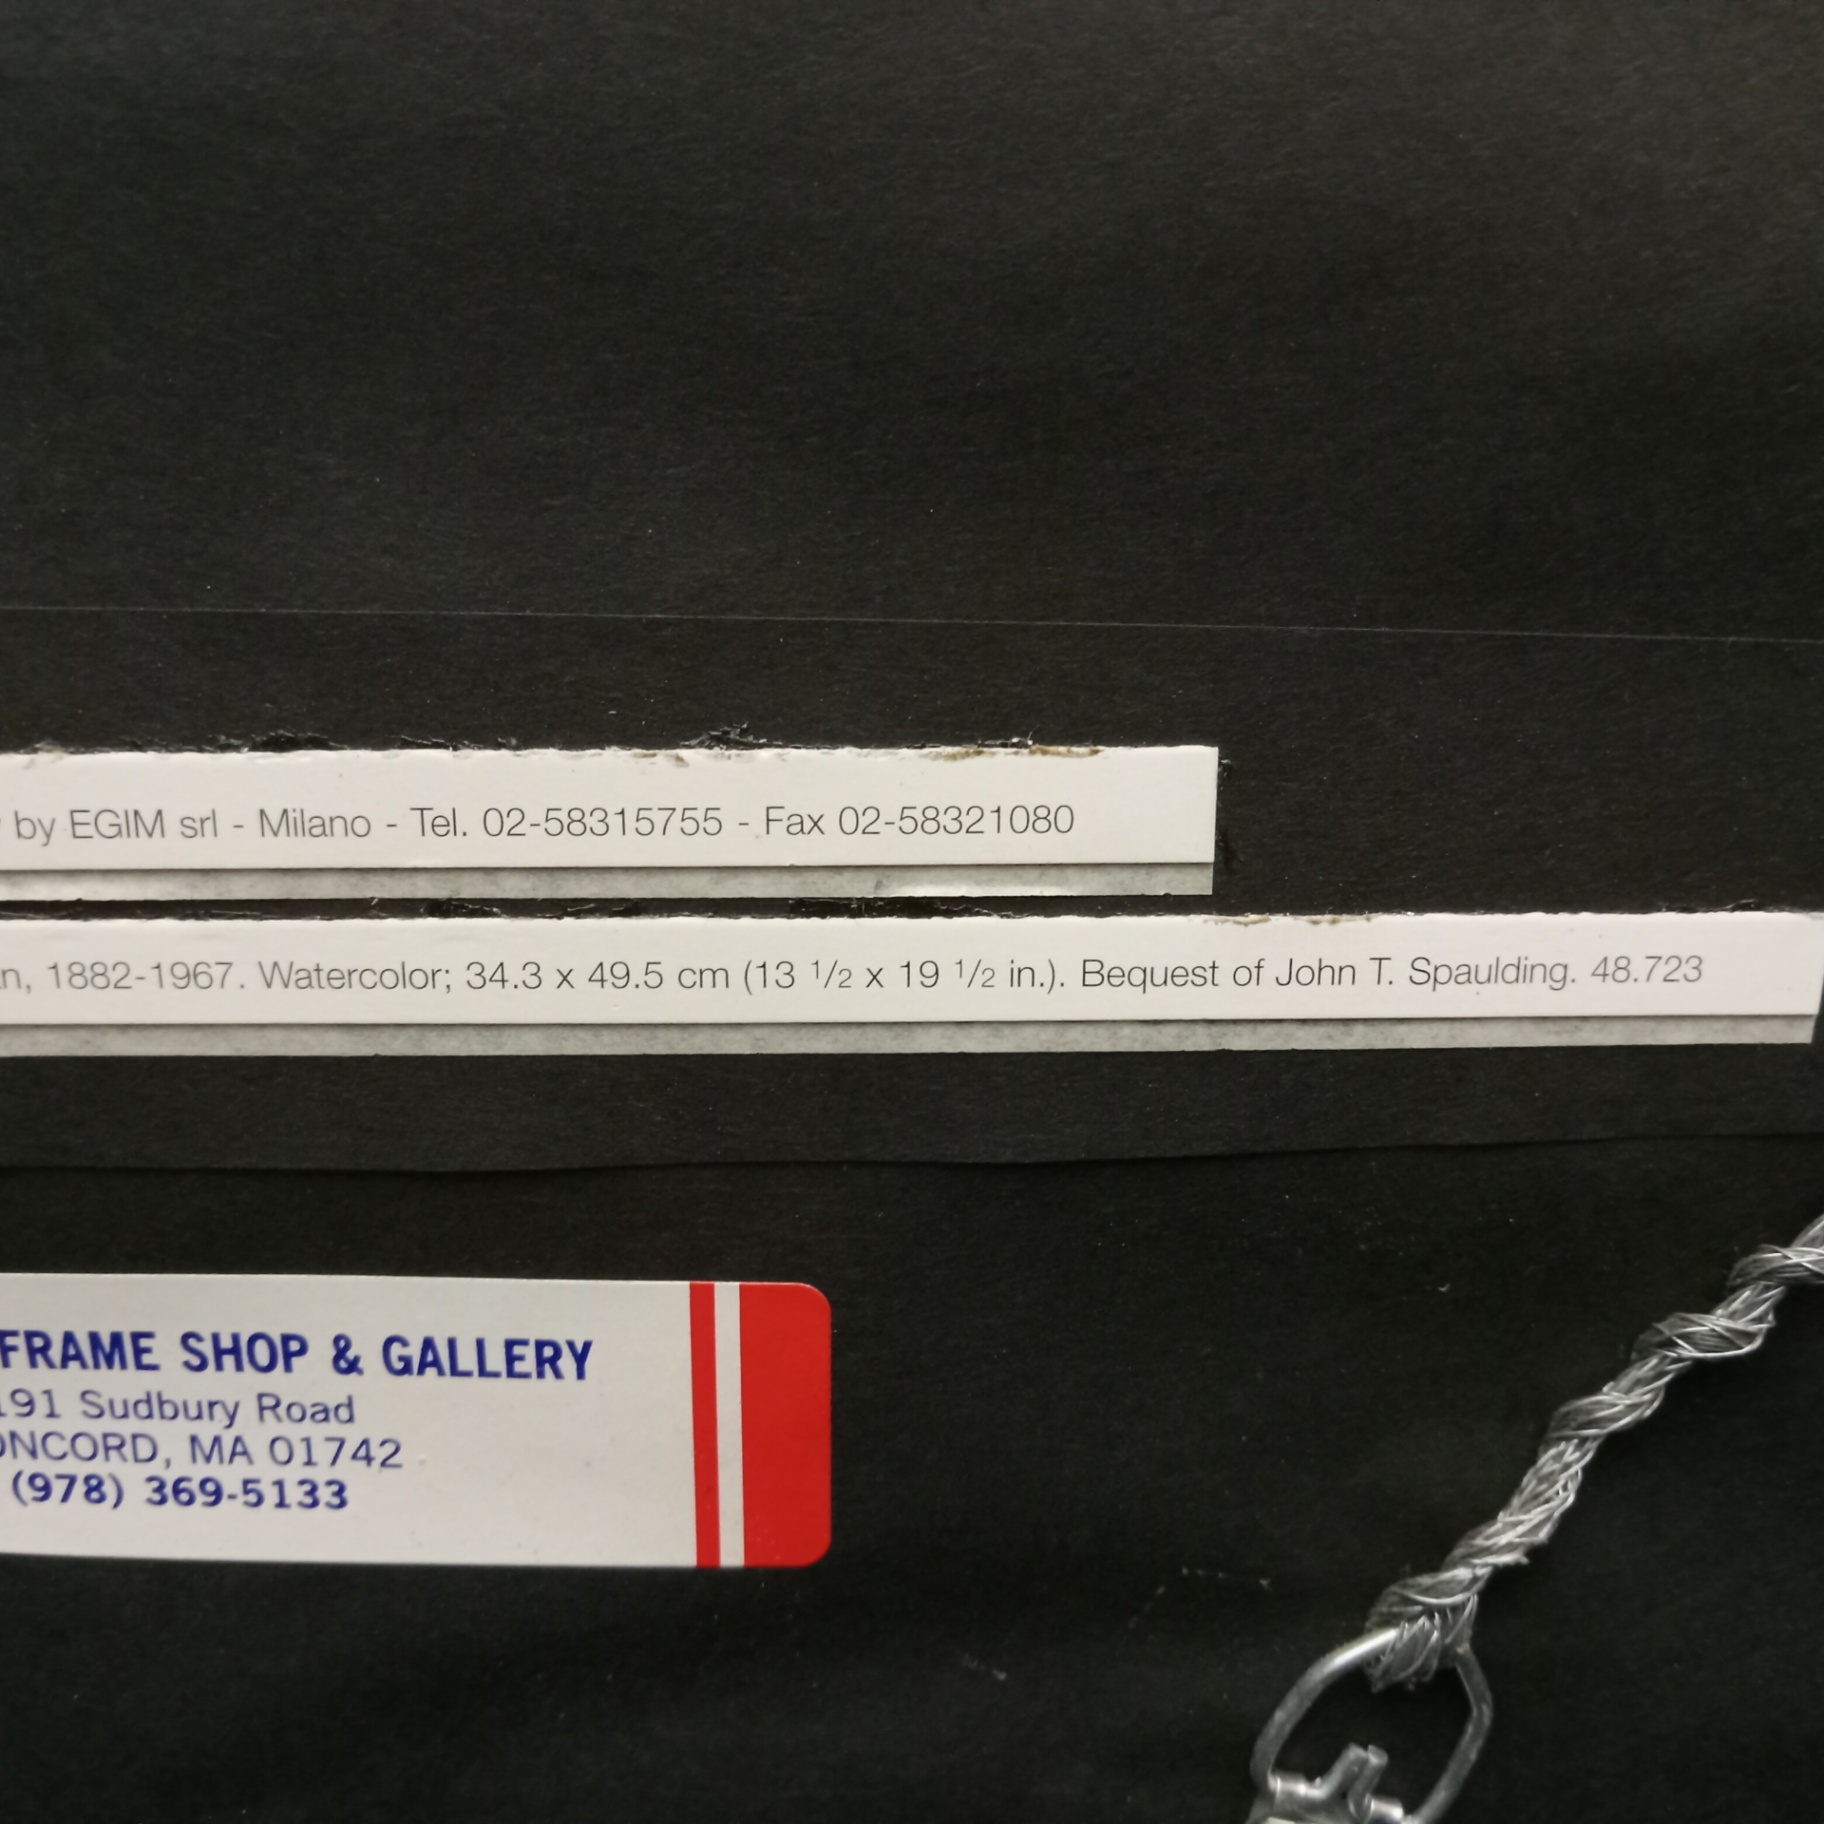 by EGIM srl - Milano - Tel. 02-58315755 - Fax 02-58321080
n, 1882-1967. Watercolor; 34.3 x 49.5 cm (13 1/2 x 19 1/2 in.). Bequest of John T. Spaulding. 48.723
FRAME SHOP & GALLERY
191 Sudbury Road
ONCORD, MA 01742
(978) 369-5133